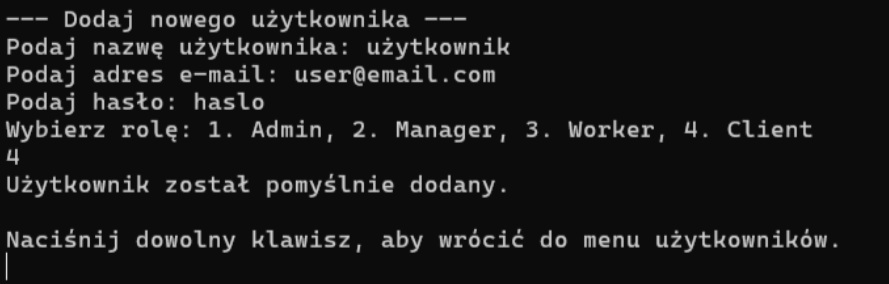 --- Dodaj nowego użytkownika ---
Podaj nazwę użytkownika: użytkownik
Podaj adres e-mail: user@email.com
Podaj hasło: haslo
Wybierz rolę: 1. Admin, 2. Manager, 3. Worker, 4. Client
4
Użytkownik został pomyślnie dodany.
Naciśnij dowolny klawisz, aby wrócić do menu użytkowników.